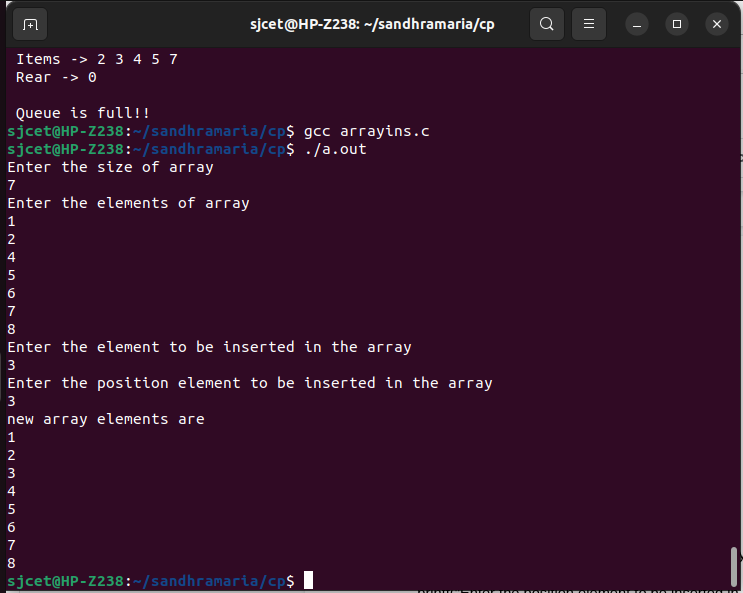 sjcet@HP-Z238: ~/sandhramaria/cp
Items -> 2 3 4 5 7
Rear -> 0
Queue is full!!
sjcet@HP-Z238:~/sandhramaria/cp$ gcc arrayins.c
sjcet@HP-Z238:~/sandhramaria/cp$ ./a.out
Enter the size of array
7
Enter the elements of array
1
2
4
5
6
7
8
Enter the element to be inserted in the array
3
Enter the position element to be inserted in the array
3
new array elements are
1
2
3
4
5
6
7
8
sjcet@HP-Z238:~/sandhramaria/cp$